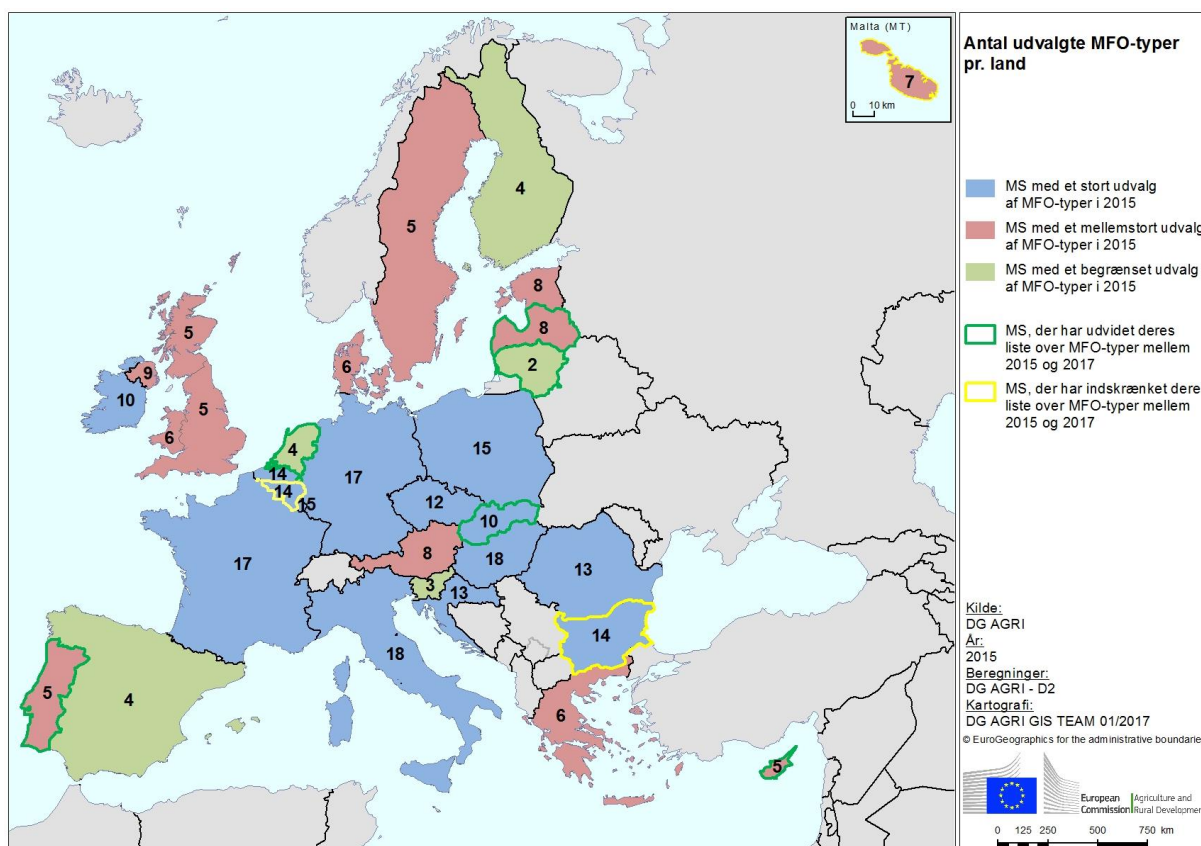 Malta (MT)
7
0 10 km
4
5
8
8
2
6
5
9
10
5
6
4
14
14
15
17
15
12
10
17
8
18
13
3
13
14
18
5
4
6
5
Antal udvalgte MFO-typer
pr. land
MS med et stort udvalg
af MFO-typer i 2015
MS med et mellemstort udvalg
af MFO-typer i 2015
MS med et begrænset udvalg
af MFO-typer i 2015
MS, der har udvidet deres
liste over MFO-typer mellem
2015 og 2017
MS, der har indskrænket dere
liste over MFO-typer mellem
2015 og 2017
Kilde:
DG AGRI
År:
2015
Beregninger:
DG AGRI - D2
Kartografi:
DG AGRI GIS TEAM 01/2017
© EuroGeographics for the administrative boundarie
European
Commission
Agriculture and
Rural Developmen
0 125 250 500 750 km